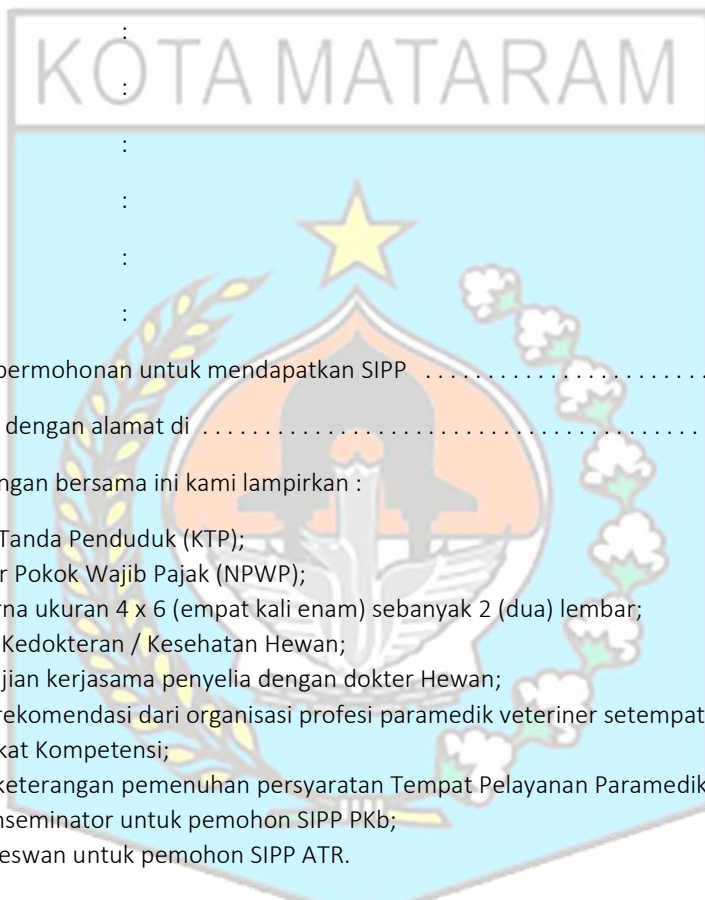 :
KOTA MATARAM
:
:
:
:
:
permohonan untuk mendapatkan SIPP . . . . . . . . . . . . . . . . . . . . . . .
dengan alamat di . . . . . . . . . . . . . . . . . . . . . . . . . . . . . . . . . . . . . . . .
ngan bersama ini kami lampirkan :
Tanda Penduduk (KTP);
r Pokok Wajib Pajak (NPWP);
rna ukuran 4 x 6 (empat kali enam) sebanyak 2 (dua) lembar;
Kedokteran / Kesehatan Hewan;
jian kerjasama penyelia dengan dokter Hewan;
rekomendasi dari organisasi profesi paramedik veteriner setempat
kat Kompetensi;
keterangan pemenuhan persyaratan Tempat Pelayanan Paramedik
nseminator untuk pemohon SIPP PKb;
eswan untuk pemohon SIPP ATR.